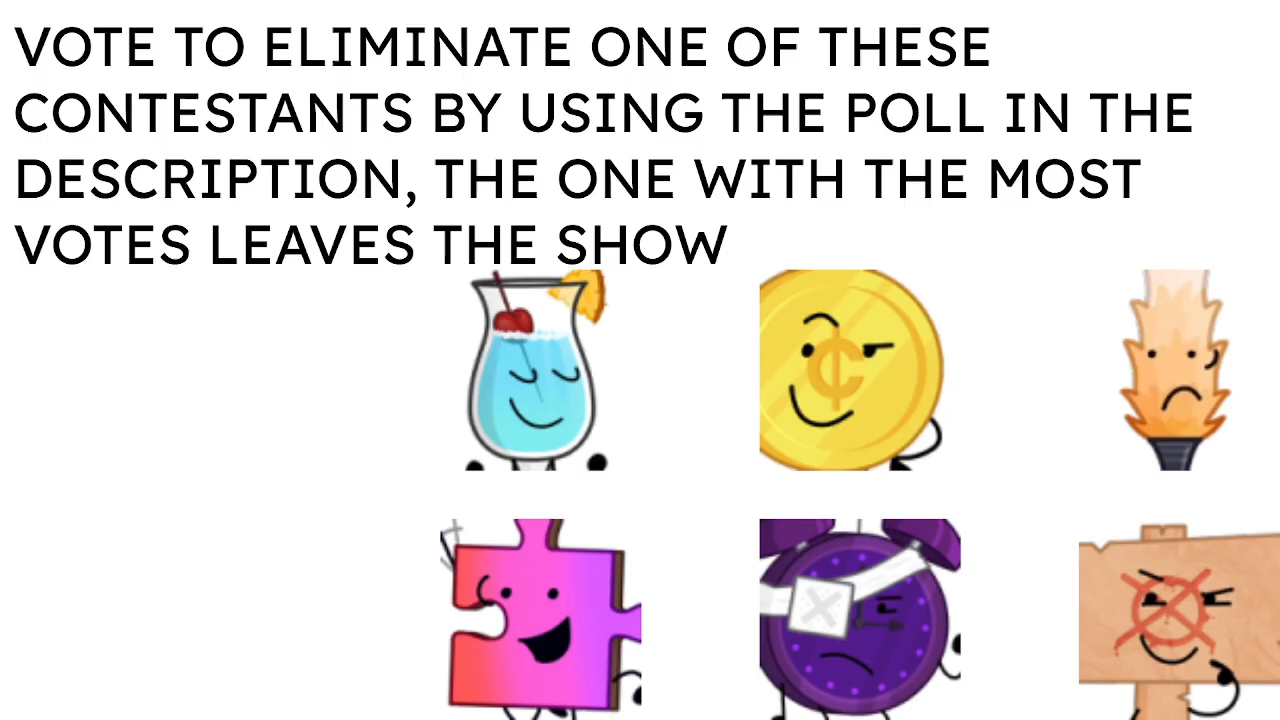 VOTE TO ELIMINATE ONE OF THESE
CONTESTANTS BY USING THE POLL IN THE
DESCRIPTION, THE ONE WITH THE MOST
VOTES LEAVES THE SHOW
¢